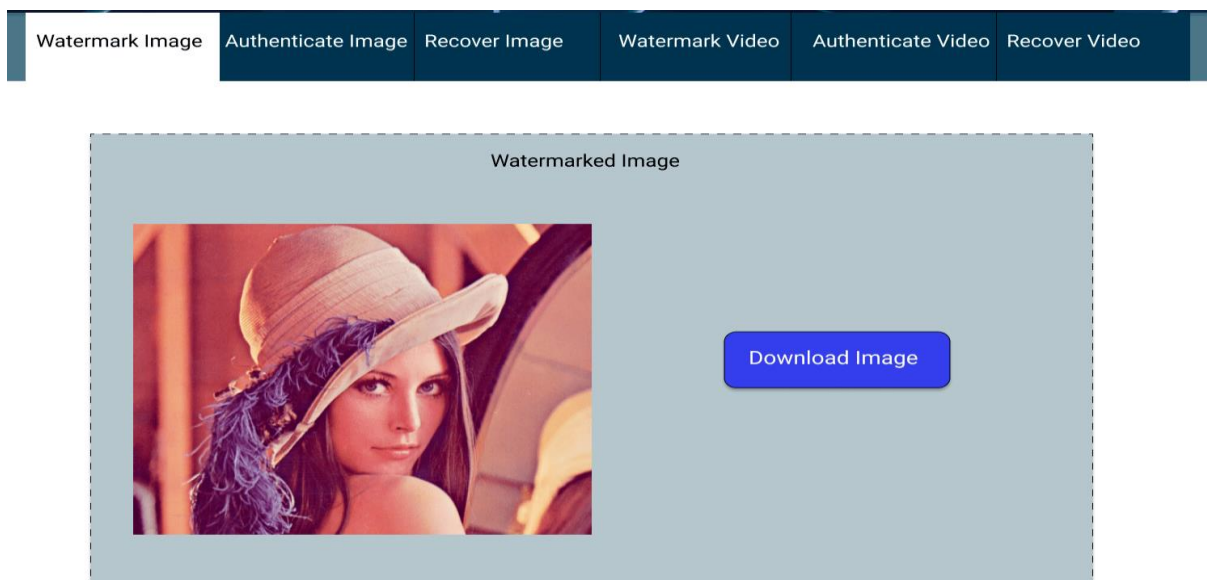 Watermark Image Authenticate Image Recover Image Watermark Video Authenticate Video Recover Video
Watermarked Image
Download Image